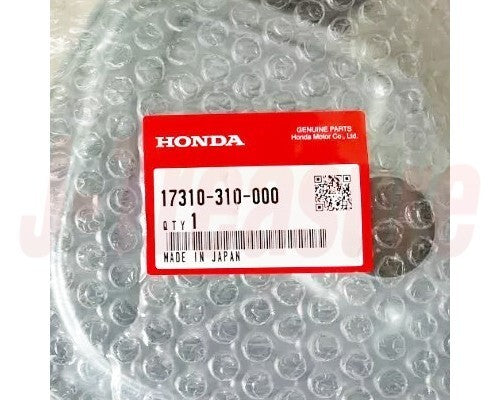 HONDA
GENUINE PARTS
Honda Motor Co., Ltd.
17310-310-000
QTY 1
MADE IN JAPAN